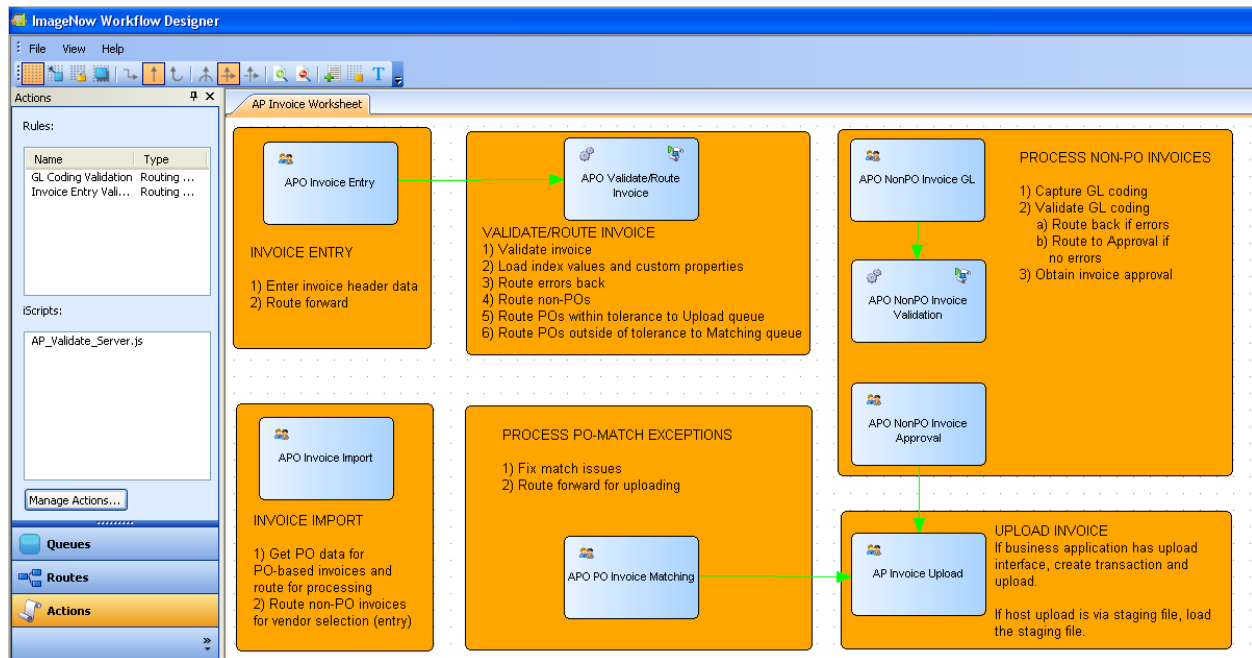 ImageNow Workflow Designer
File View Help
Actions
Rules:
Name Type
GL Coding Validation Routing ...
Invoice Entry Vali... Routing ...
iScripts:
AP_Validate_Server.js
Manage Actions...
Queues
Routes
Actions
»
AP Invoice Worksheet
APO Invoice Entry
INVOICE ENTRY
1) Enter invoice header data
2) Route forward
APO Validate/Route
Invoice
VALIDATE/ROUTE INVOICE
1) Validate invoice
2) Load index values and custom properties
3) Route errors back
4) Route non-POs
5) Route POs within tolerance to Upload queue
6) Route POs outside of tolerance to Matching queue
APO NonPO Invoice GL
PROCESS NON-PO INVOICES
1) Capture GL coding
2) Validate GL coding
a) Route back if errors
b) Route to Approval if
no errors
3) Obtain invoice approval
APO NonPO Invoice
Validation
APO NonPO Invoice
Approval
APO Invoice Import
INVOICE IMPORT
1) Get PO data for
PO-based invoices and
route for processing
2) Route non-PO invoices
for vendor selection (entry)
PROCESS PO-MATCH EXCEPTIONS
1) Fix match issues
2) Route forward for uploading
APO PO Invoice Matching
AP Invoice Upload
UPLOAD INVOICE
If business application has upload
interface, create transaction and
upload.
If host upload is via staging file, load
the staging file.